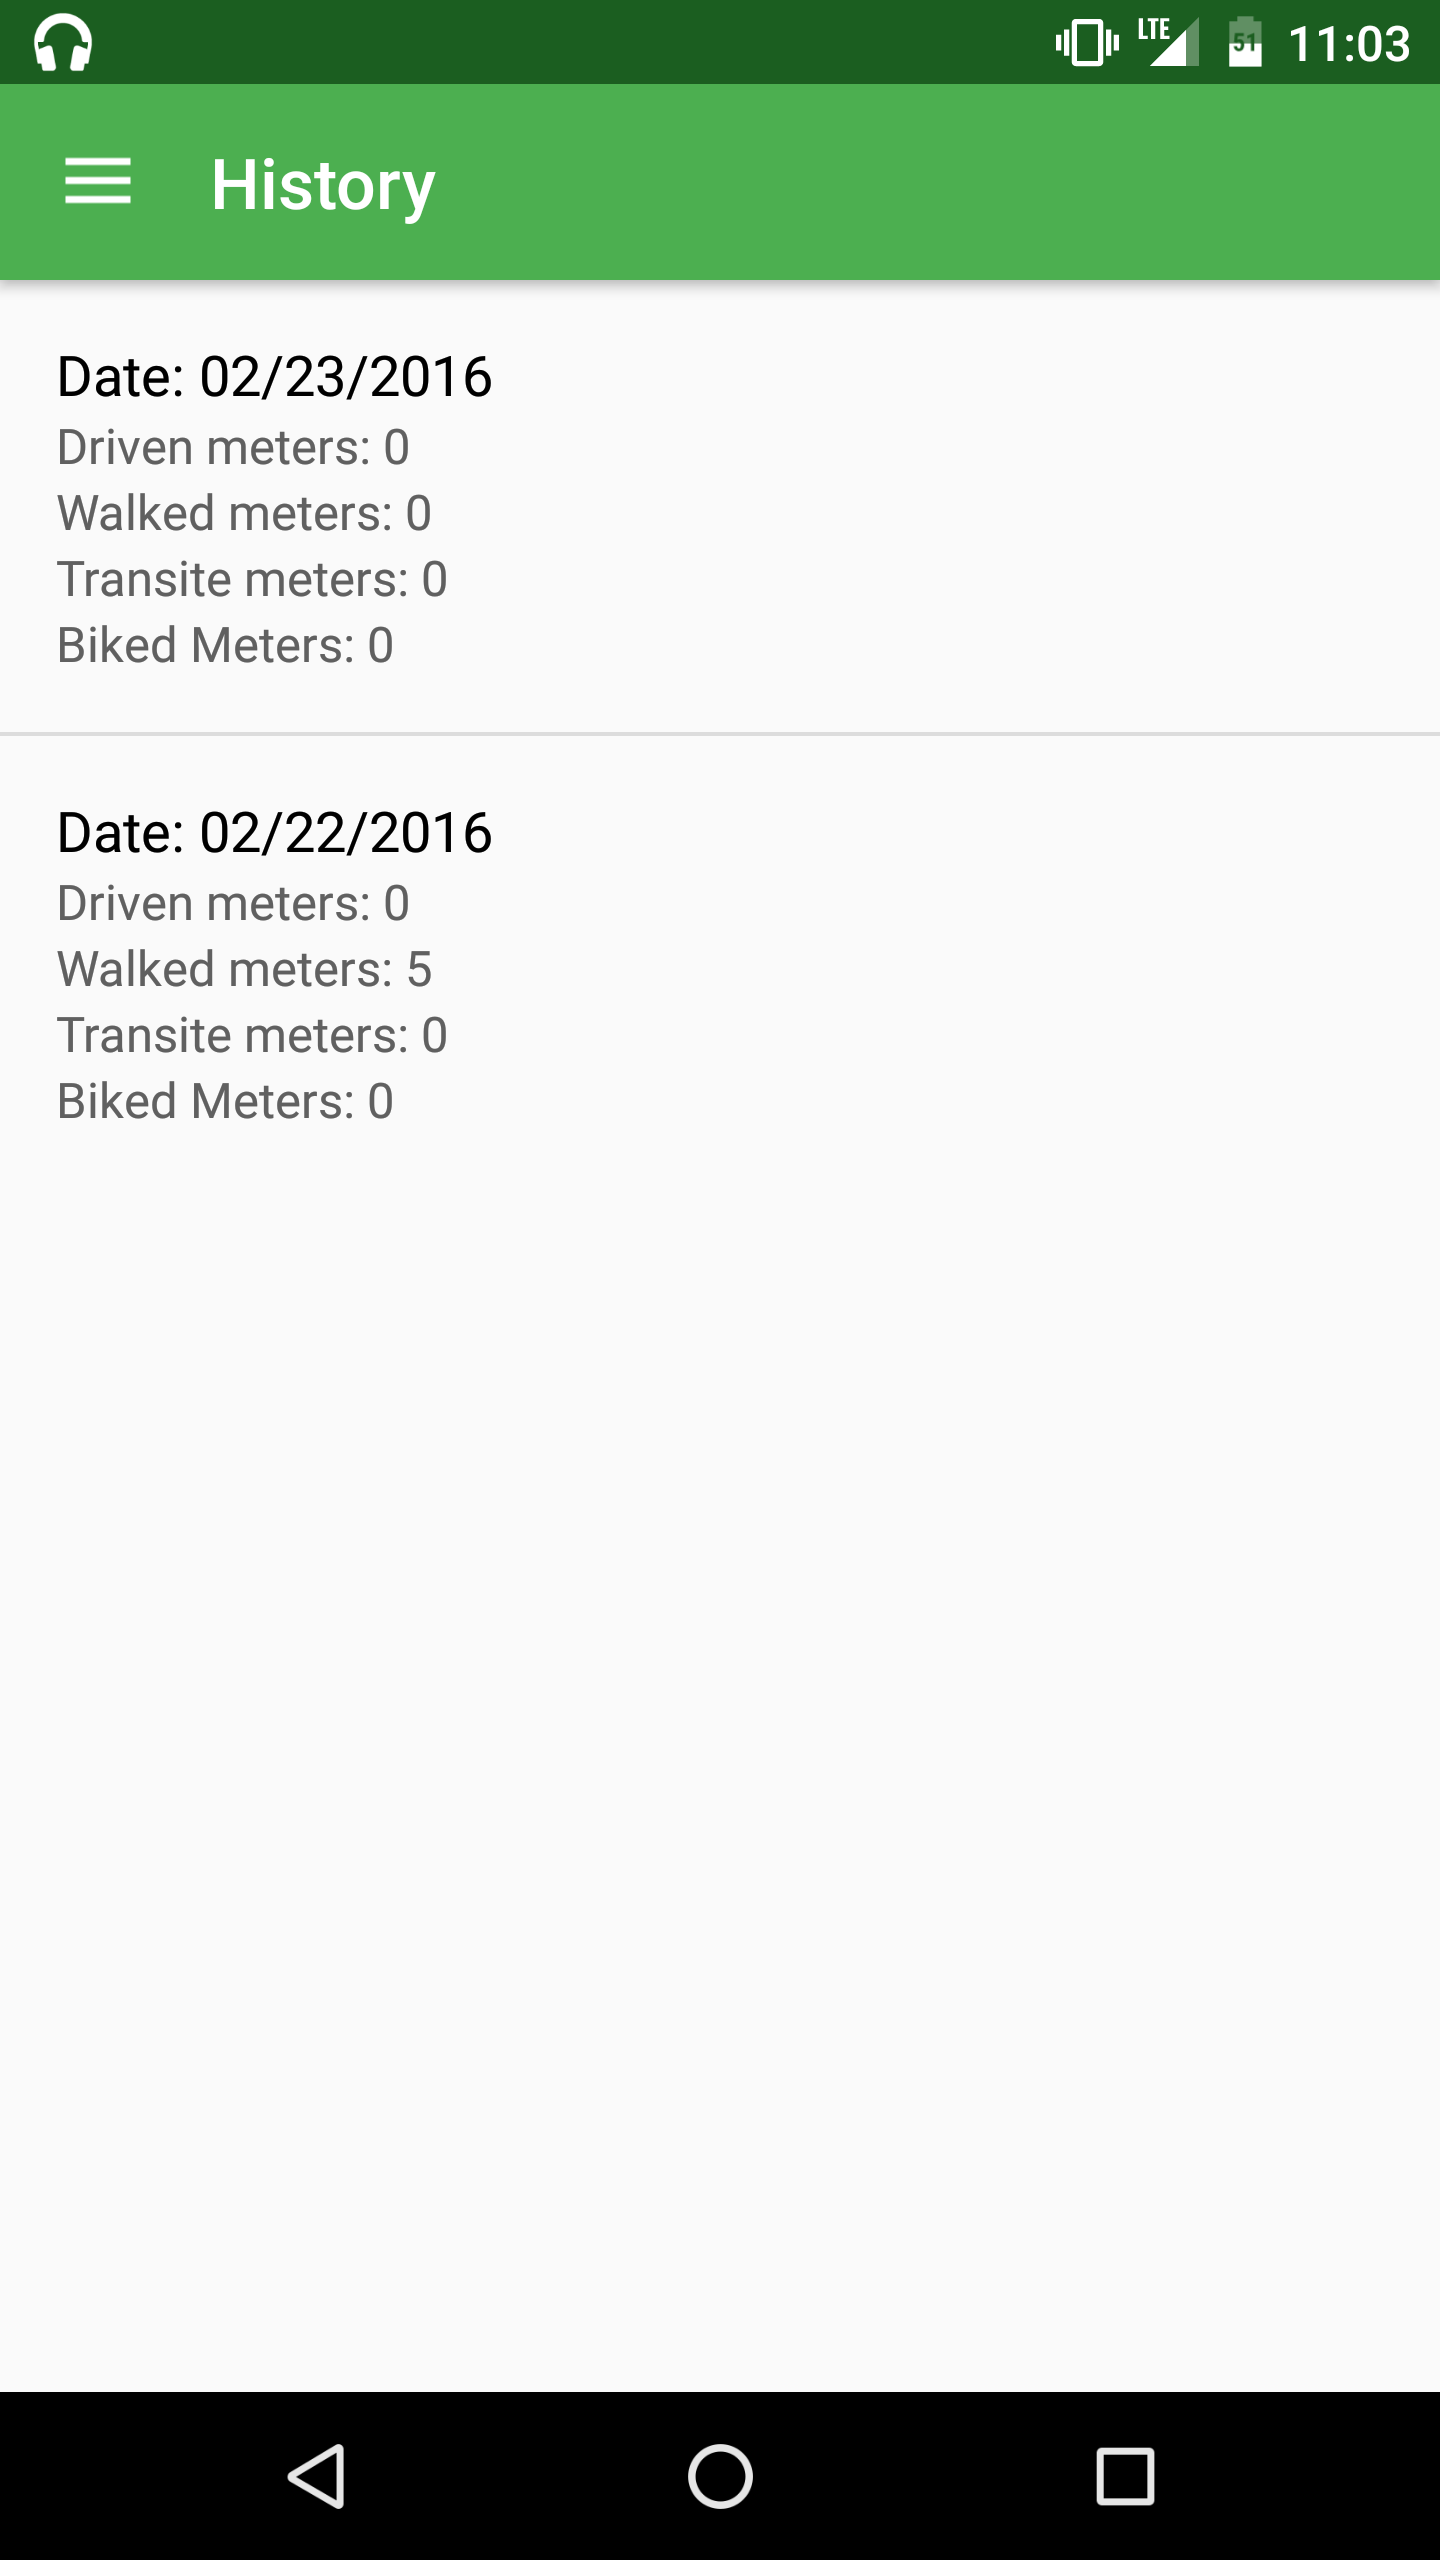 LTE 51 11:03
History
Date: 02/23/2016
Driven meters: 0
Walked meters: 0
Transite meters: 0
Biked Meters: 0
Date: 02/22/2016
Driven meters: 0
Walked meters: 5
Transite meters: 0
Biked Meters: 0